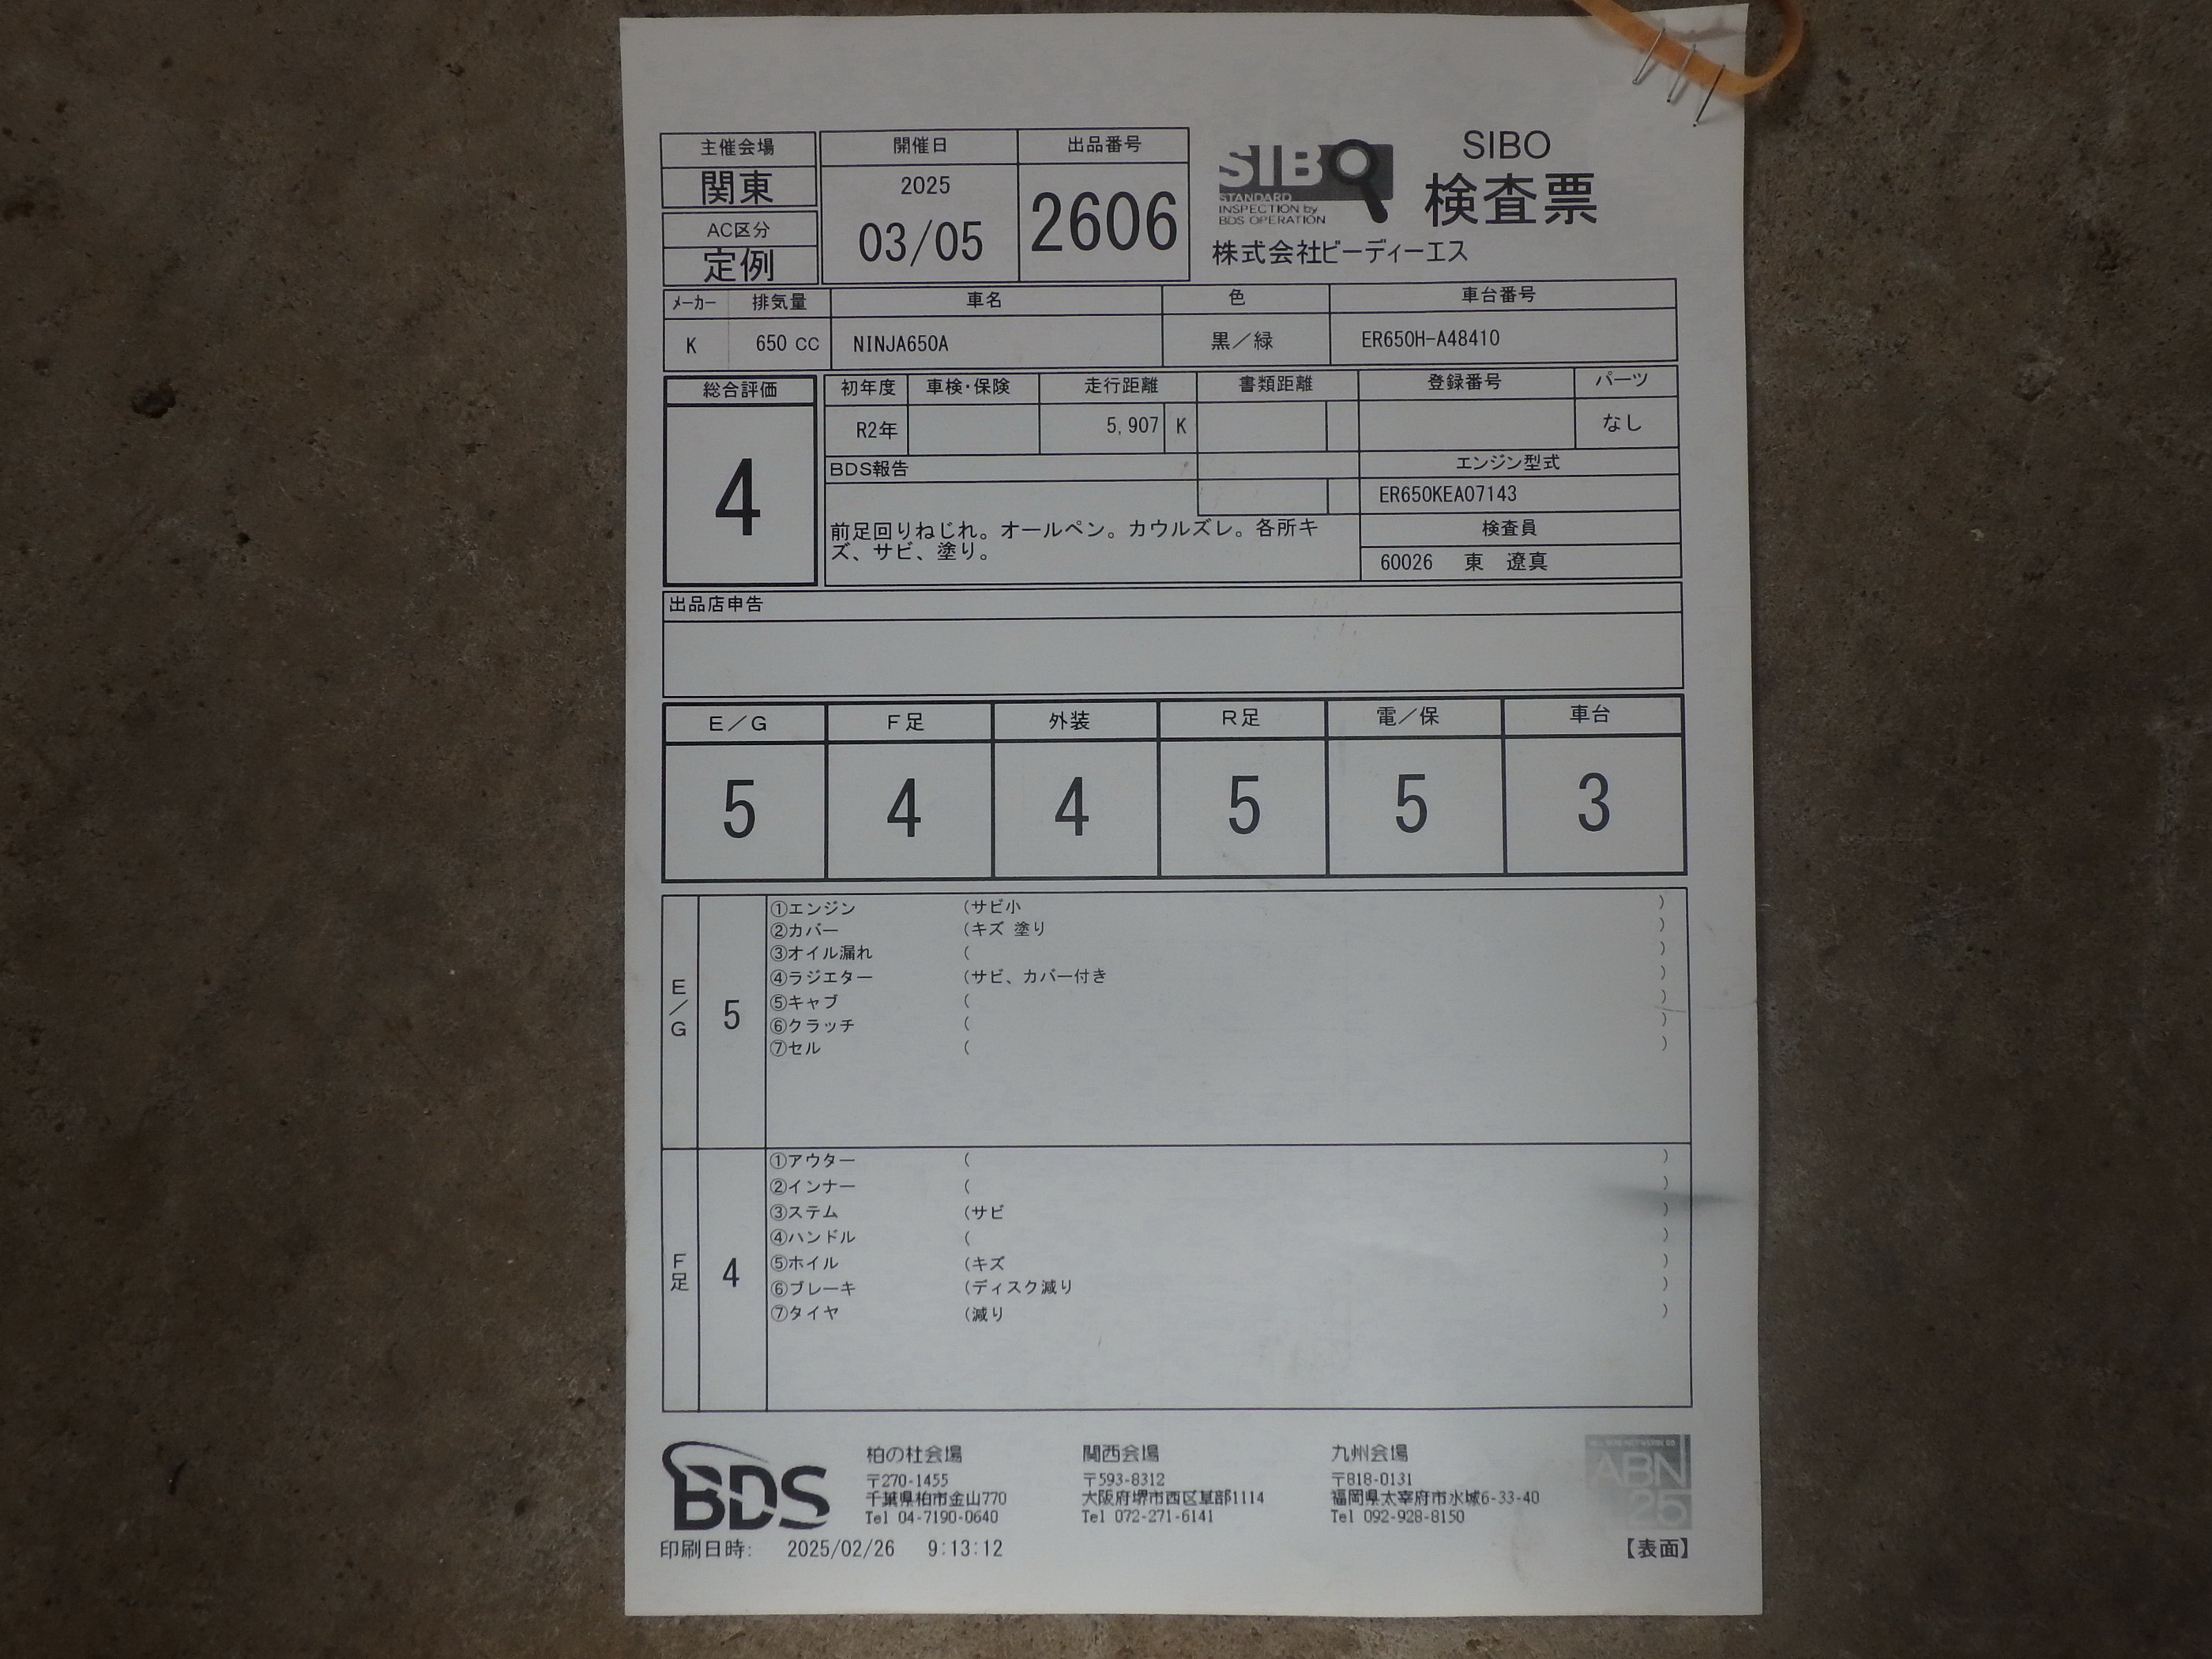 主催会場
関東
AC区分
定例
開催日
2025
03/05
出品番号
2606
SIBO
STANDARD
INSPECTION by
BDS OPERATION
SIBO
検査票
株式会社ビーディーエス
メーカー 排気量 車名 色 車台番号
K 650 CC NINJA650A 黒／緑 ER650H-A48410
総合評価
4
初年度 車検・保険 走行距離 書類距離 登録番号 パーツ
R2年 5,907 K なし
BDS報告
前足回りねじれ。オールペン。カウルズレ。各所キ
ズ、サビ、塗り。
エンジン型式
ER650KEA07143
検査員
60026 東 遼真
出品店申告
E／G F足 外装 R足 電／保 車台
5 4 4 5 5 3
E／G
5
①エンジン (サビ小 )
②カバー (キズ 塗り )
③オイル漏れ ( )
④ラジエター (サビ、カバー付き )
⑤キャブ ( )
⑥クラッチ ( )
⑦セル ( )
F足
4
①アウター ( )
②インナー ( )
③ステム (サビ )
④ハンドル ( )
⑤ホイル (キズ )
⑥ブレーキ (ディスク減り )
⑦タイヤ (減り )
BDS
柏の杜会場
〒270-1455
千葉県柏市金山770
Tel 04-7190-0640
関西会場
〒593-8312
大阪府堺市西区草部1114
Tel 072-271-6141
九州会場
〒818-0131
福岡県太宰府市水城6-33-40
Tel 092-928-8150
ABN
25
印刷日時: 2025/02/26 9:13:12
【表面】